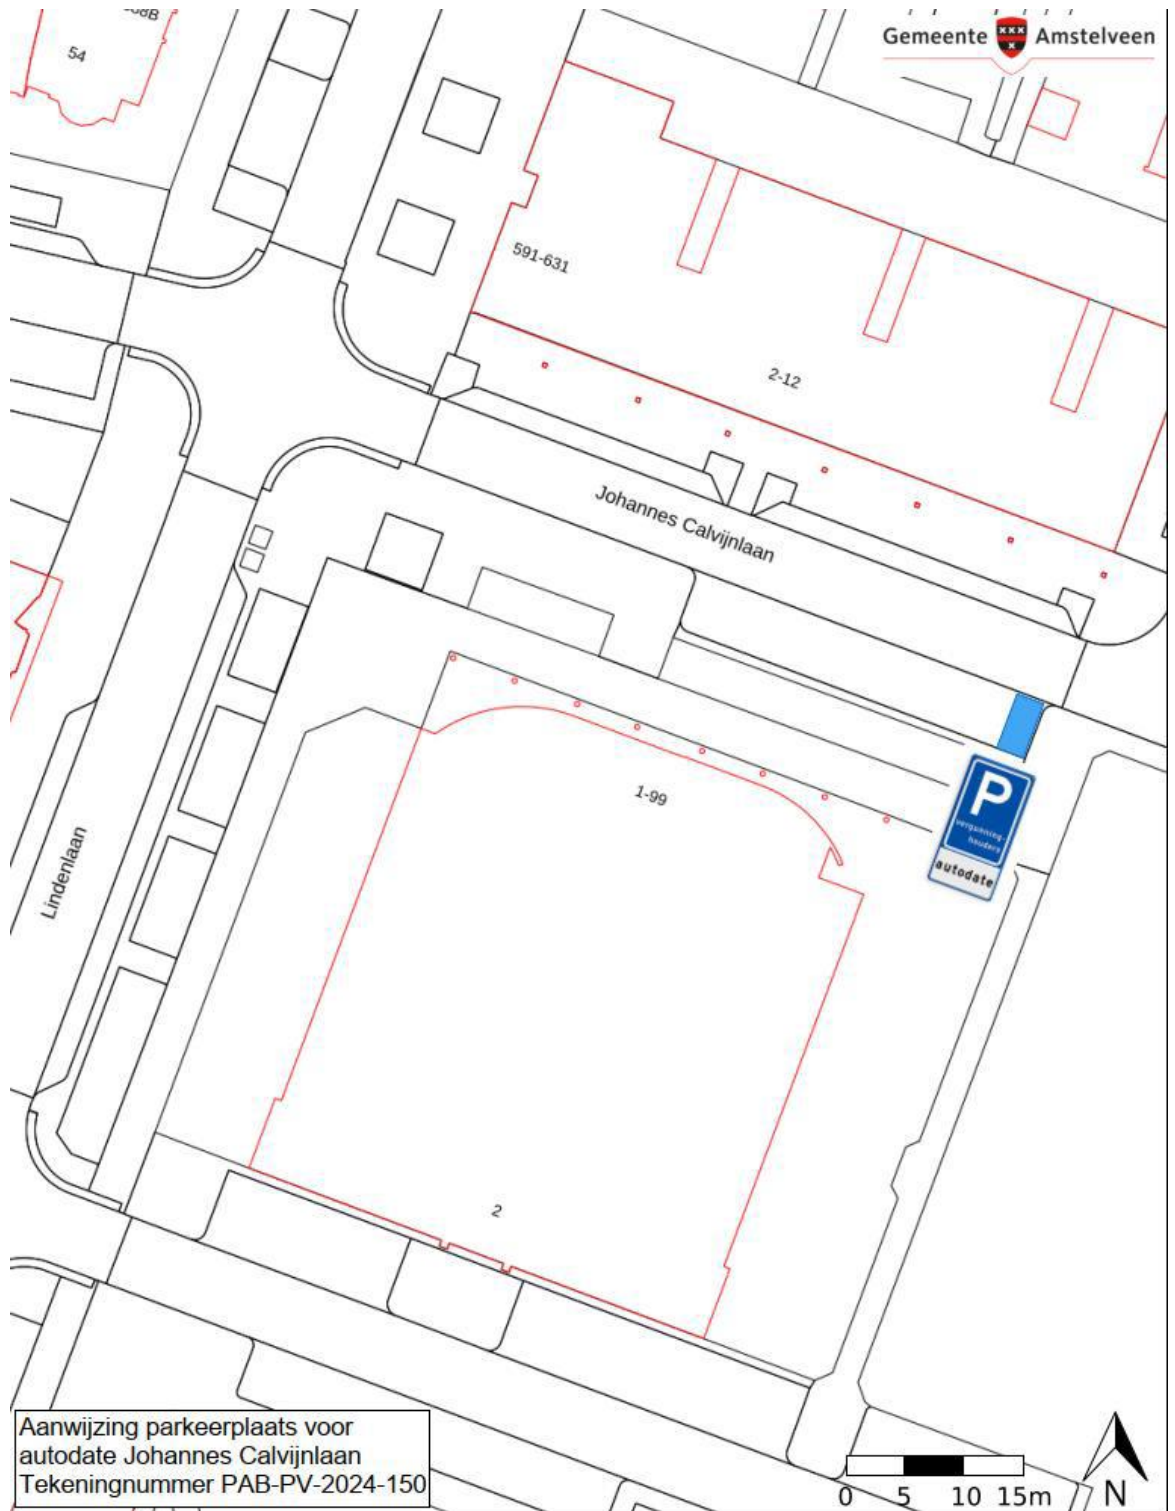 Gemeente Amstelveen
54
591-631
2-12
Johannes Calvijnlaan
1-99
P
vergunning-
houders
autodate
Lindenlaan
2
Aanwijzing parkeerplaats voor
autodate Johannes Calvijnlaan
Tekeningnummer PAB-PV-2024-150
0 5 10 15m
N